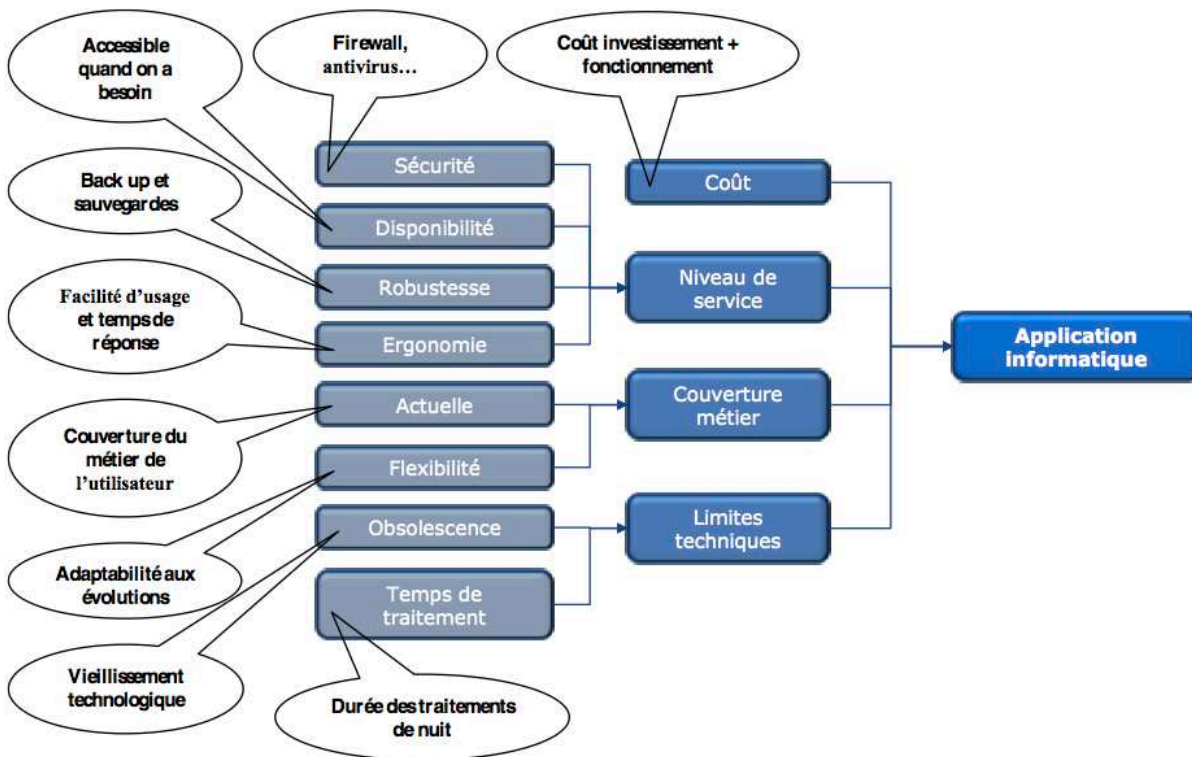 Accessible
quand on a
besoin
Firewall,
antivirus…
Coût investissement +
fonctionnement
Back up et
sauvegardes
Facilité d’usage
et temps de
réponse
Couverture du
métier de
l’utilisateur
Adaptabilité aux
évolutions
Vieillissement
technologique
Durée des traitements
de nuit
Sécurité
Disponibilité
Robustesse
Ergonomie
Actuelle
Flexibilité
Obsolescence
Temps de
traitement
Coût
Niveau de
service
Couverture
métier
Limites
techniques
Application
informatique